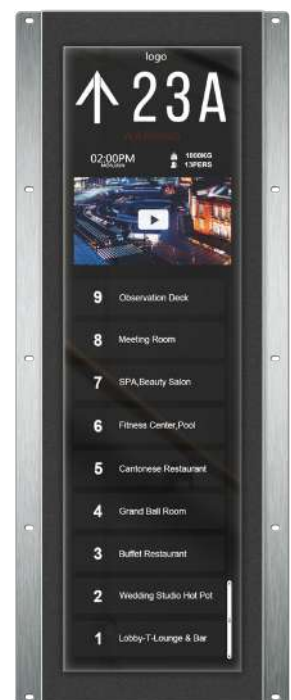 logo
23A
02:00PM
1000KG
13PERS
9 Observation Deck
8 Meeting Room
7 SPA,Beauty Salon
6 Fitness Center,Pool
5 Cantonese Restaurant
4 Grand Ball Room
3 Buffet Restaurant
2 Wedding Studio Hot Pot
1 Lobby-T-Lounge & Bar